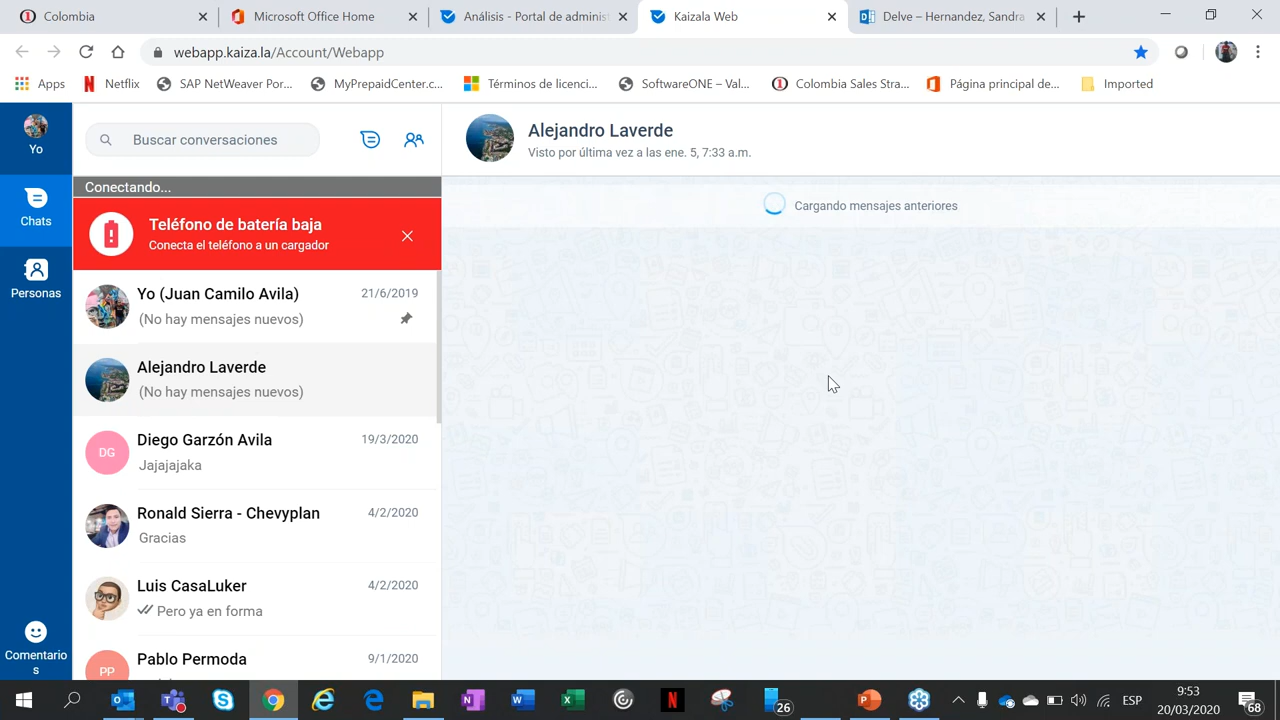 Colombia
Microsoft Office Home
Análisis - Portal de administ
Kaizala Web
Delve – Hernandez, Sandra
webapp.kaiza.la/Account/Webapp
Apps
Netflix
SAP NetWeaver Por...
MyPrepaidCenter.c...
Términos de licenci...
SoftwareONE – Val...
Colombia Sales Stra...
Página principal de...
Imported
Yo
Chats
Personas
Comentario
s
Buscar conversaciones
Conectando...
Teléfono de batería baja
Conecta el teléfono a un cargador
Yo (Juan Camilo Avila)
21/6/2019
(No hay mensajes nuevos)
Alejandro Laverde
(No hay mensajes nuevos)
DG
Diego Garzón Avila
19/3/2020
Jajajajaka
Ronald Sierra - Chevyplan
4/2/2020
Gracias
Luis CasaLuker
4/2/2020
Pero ya en forma
PP
Pablo Permoda
9/1/2020
Alejandro Laverde
Visto por última vez a las ene. 5, 7:33 a.m.
Cargando mensajes anteriores
26
ESP
9:53
20/03/2020
68